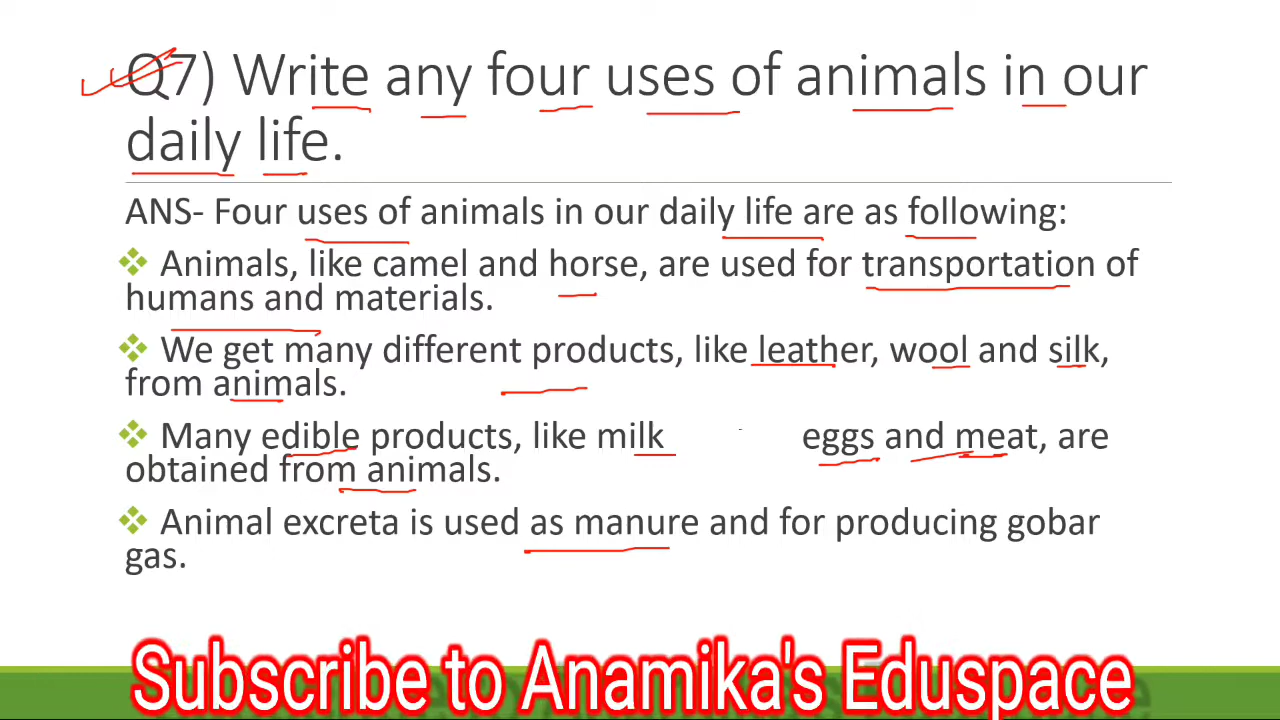 Q7) Write any four uses of animals in our
daily life.
ANS- Four uses of animals in our daily life are as following:
❖ Animals, like camel and horse, are used for transportation of
humans and materials.
❖ We get many different products, like leather, wool and silk,
from animals.
❖ Many edible products, like milk eggs and meat, are
obtained from animals.
❖ Animal excreta is used as manure and for producing gobar
gas.
Subscribe to Anamika's Eduspace